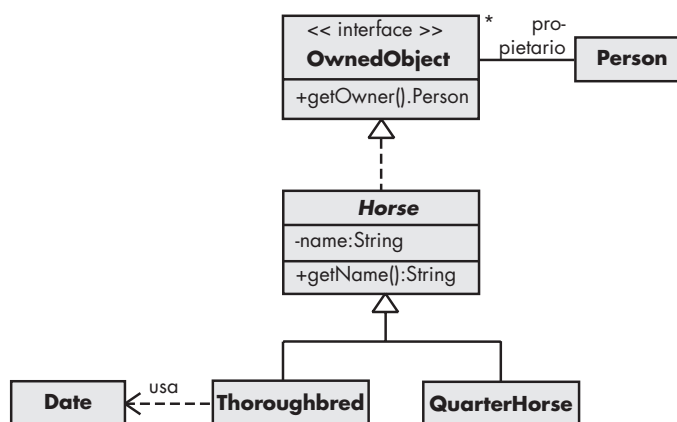 << interface >>
OwnedObject
+getOwner().Person
*
pro-
pietario
Person
Horse
-name:String
+getName():String
Date
usa
Thoroughbred
QuarterHorse